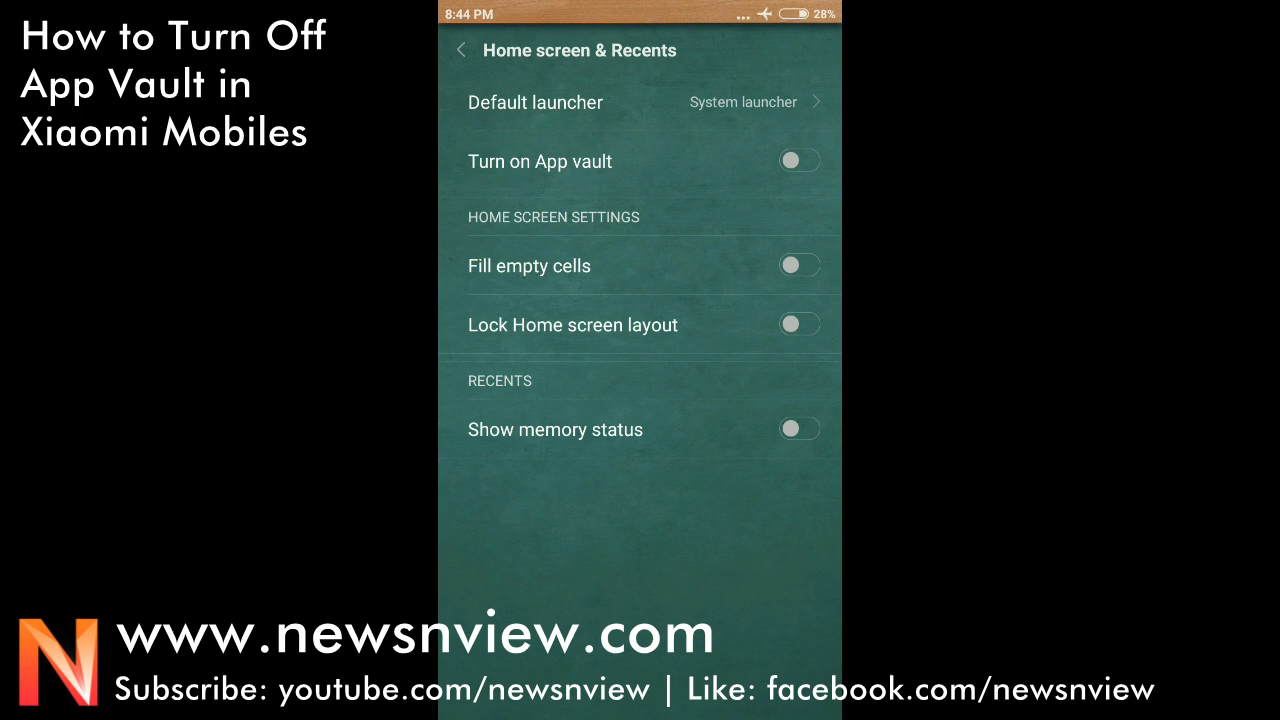 How to Turn Off
App Vault in
Xiaomi Mobiles
8:44 PM
28%
Home screen & Recents
Default launcher System launcher
Turn on App vault
HOME SCREEN SETTINGS
Fill empty cells
Lock Home screen layout
RECENTS
Show memory status
N www.newsnview.com
Subscribe: youtube.com/newsnview | Like: facebook.com/newsnview